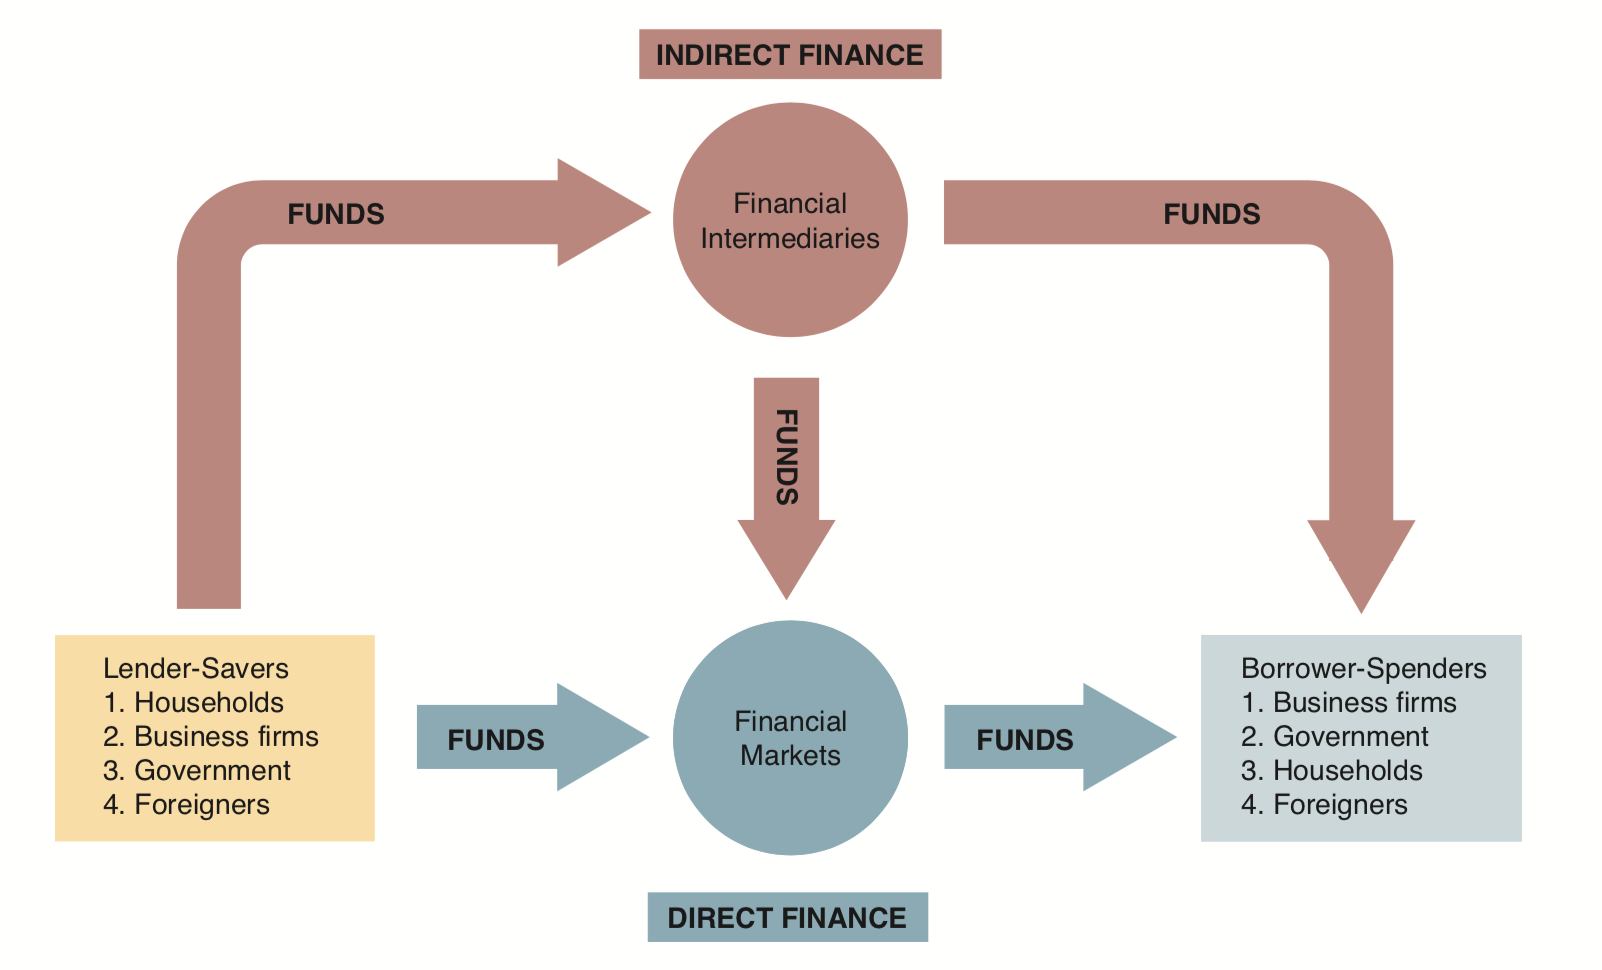 INDIRECT FINANCE
Financial
Intermediaries
FUNDS
FUNDS
FUNDS
Lender-Savers
1. Households
2. Business firms
3. Government
4. Foreigners
FUNDS
Financial
Markets
FUNDS
Borrower-Spenders
1. Business firms
2. Government
3. Households
4. Foreigners
DIRECT FINANCE